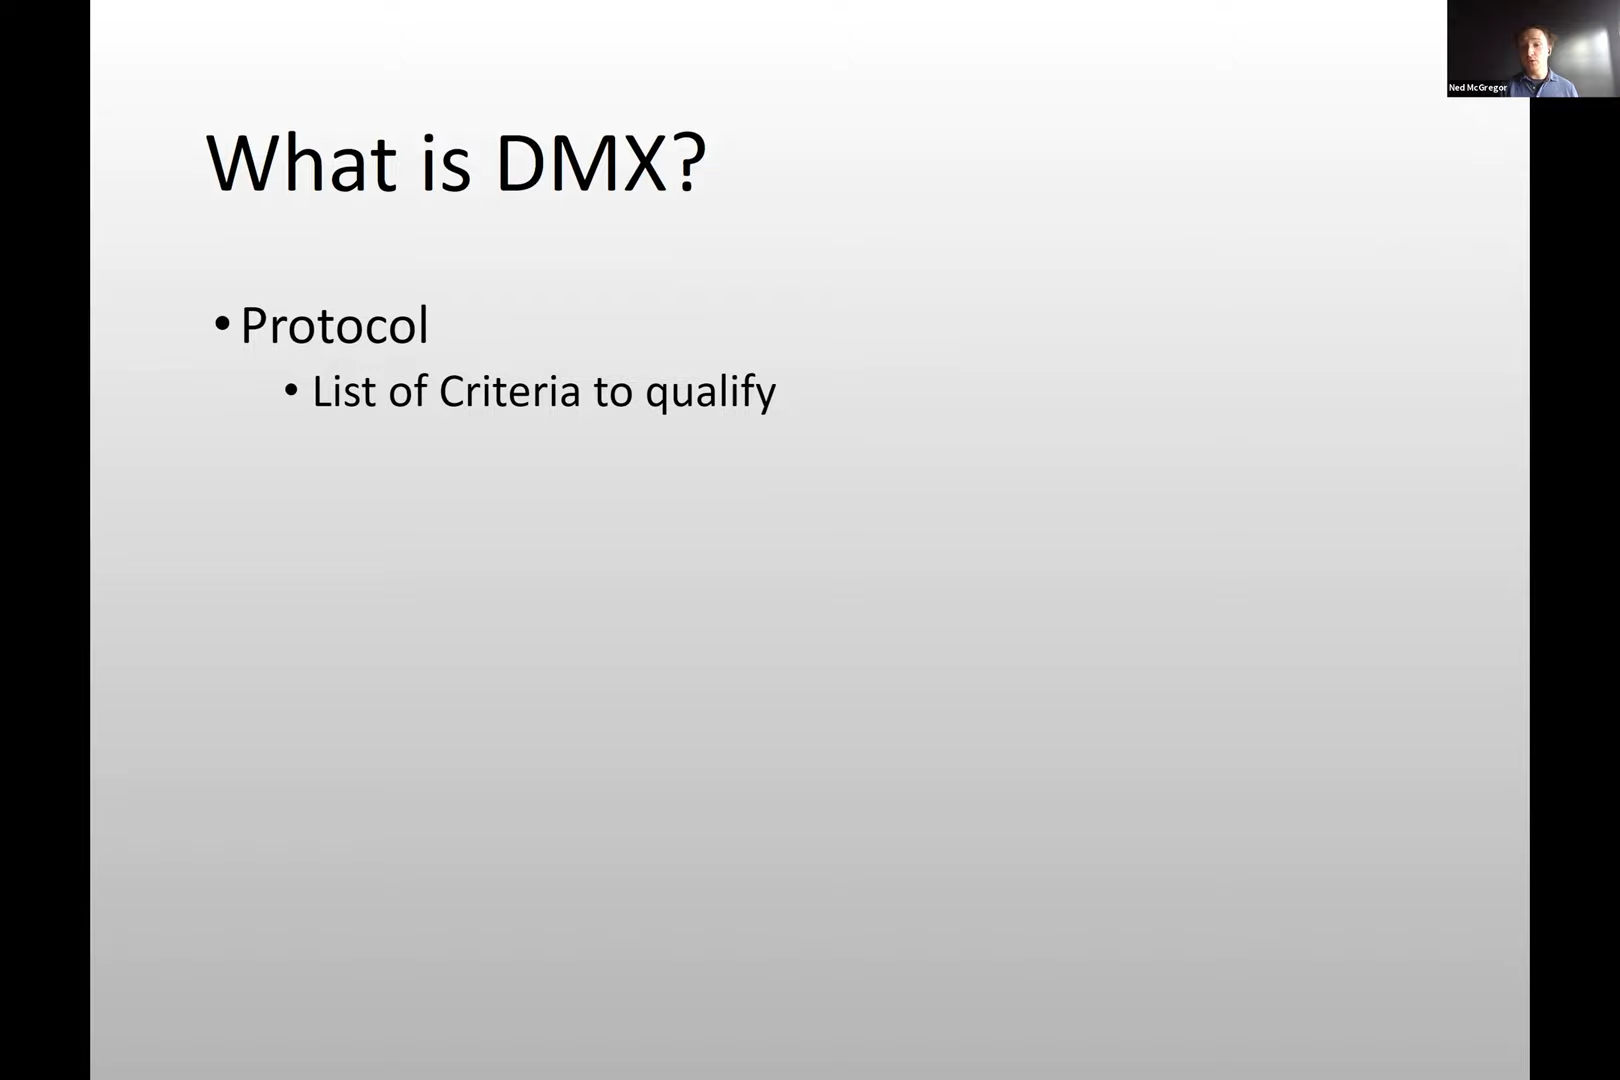 Ned McGregor
What is DMX?
• Protocol
• List of Criteria to qualify